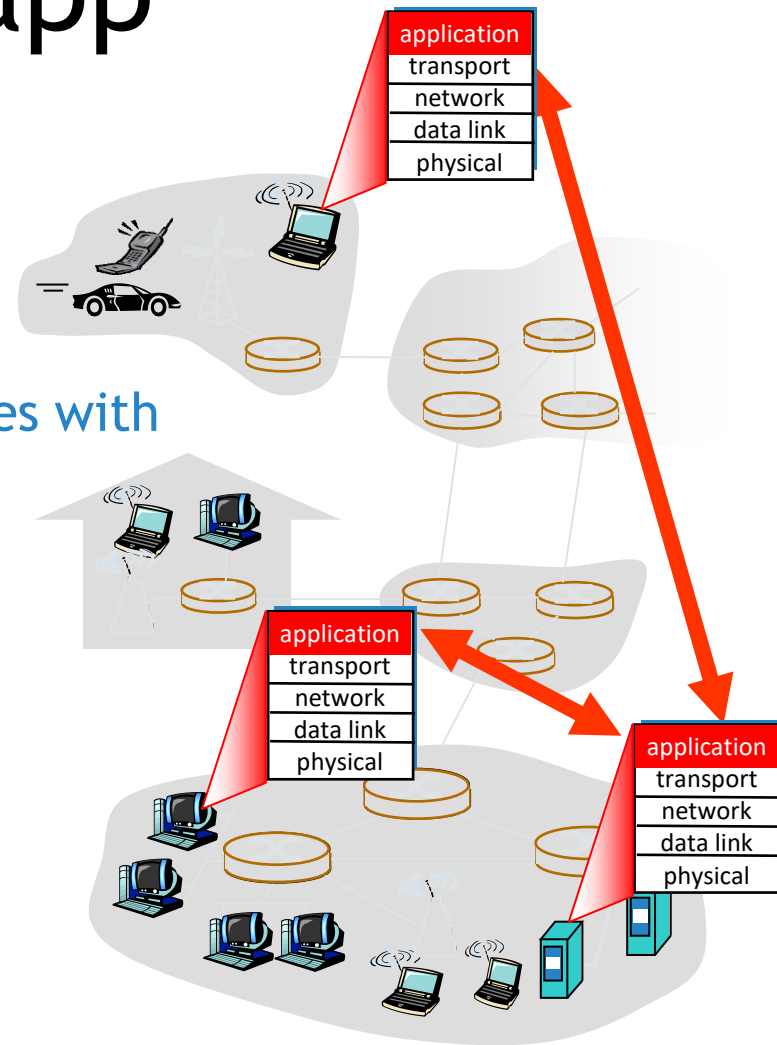 app
application
transport
network
data link
physical
es with
application
transport
network
data link
physical
application
transport
network
data link
physical